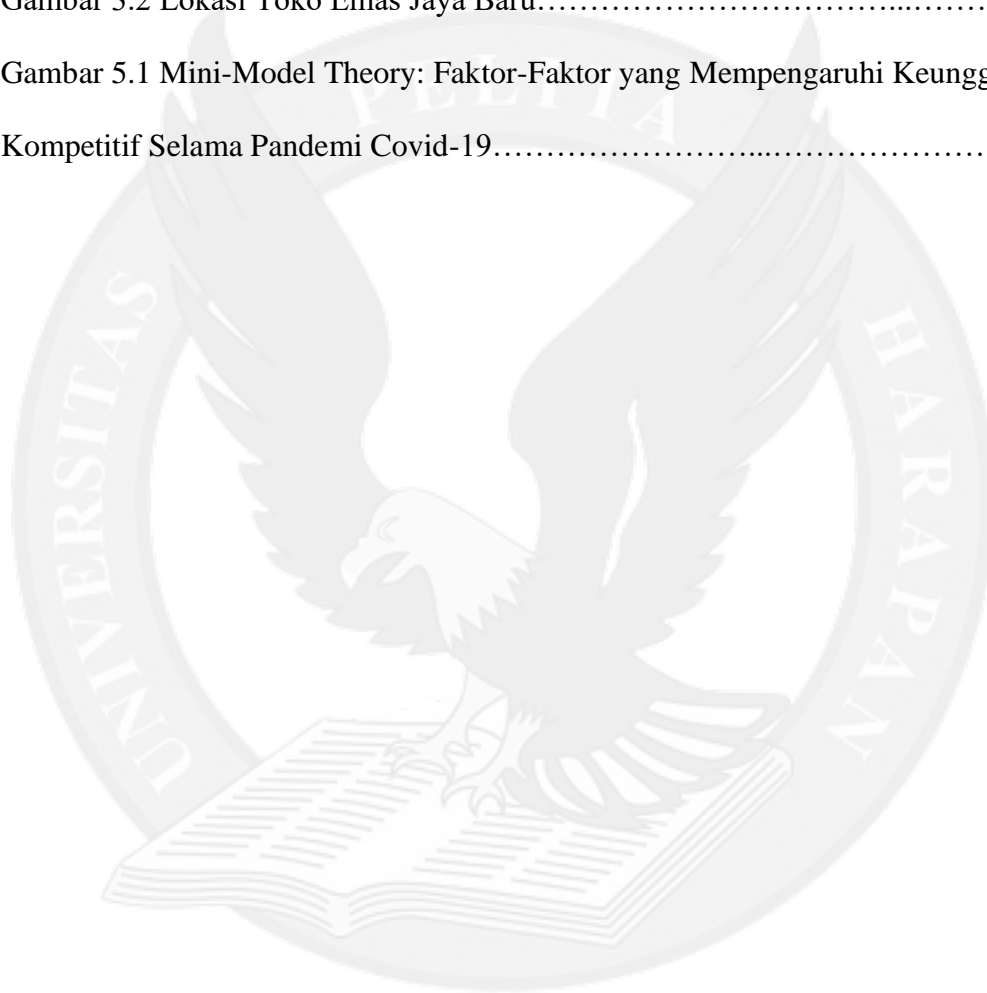 Gambar 3.2 Lokasi Toko Emas Jaya Baru……………………………...……
Gambar 5.1 Mini-Model Theory: Faktor-Faktor yang Mempengaruhi Keungg
Kompetitif Selama Pandemi Covid-19……………………...…………………
UNIVERSITAS PELITA HARAPAN